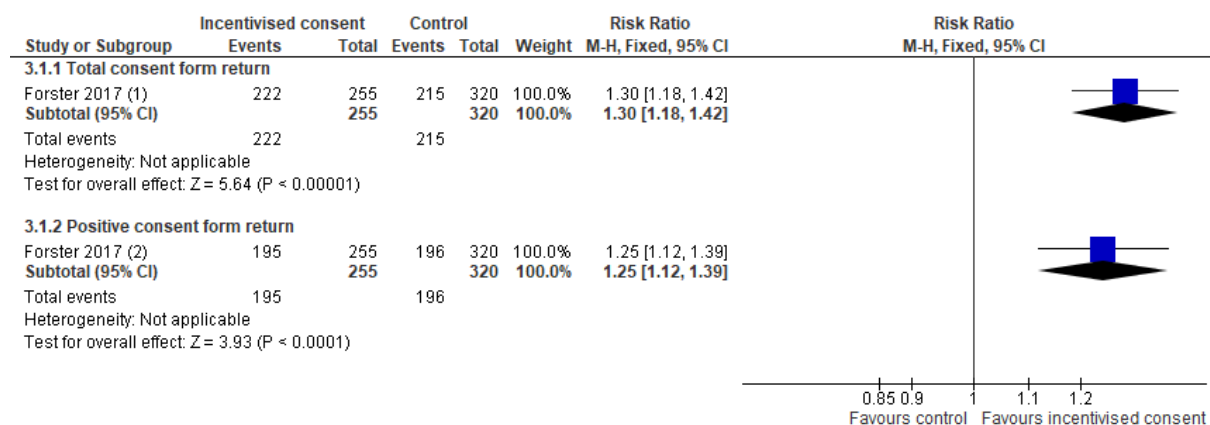 Incentivised consent Control Risk Ratio Risk Ratio
Study or Subgroup Events Total Events Total Weight M-H, Fixed, 95% CI M-H, Fixed, 95% CI
3.1.1 Total consent form return
Forster 2017 (1) 222 255 215 320 100.0% 1.30 [1.18, 1.42]
Subtotal (95% CI) 255 320 100.0% 1.30 [1.18, 1.42]
Total events 222 215
Heterogeneity: Not applicable
Test for overall effect: Z = 5.64 (P < 0.00001)
3.1.2 Positive consent form return
Forster 2017 (2) 195 255 196 320 100.0% 1.25 [1.12, 1.39]
Subtotal (95% CI) 255 320 100.0% 1.25 [1.12, 1.39]
Total events 195 196
Heterogeneity: Not applicable
Test for overall effect: Z = 3.93 (P < 0.0001)
0.85 0.9 1 1.1 1.2
Favours control Favours incentivised consent